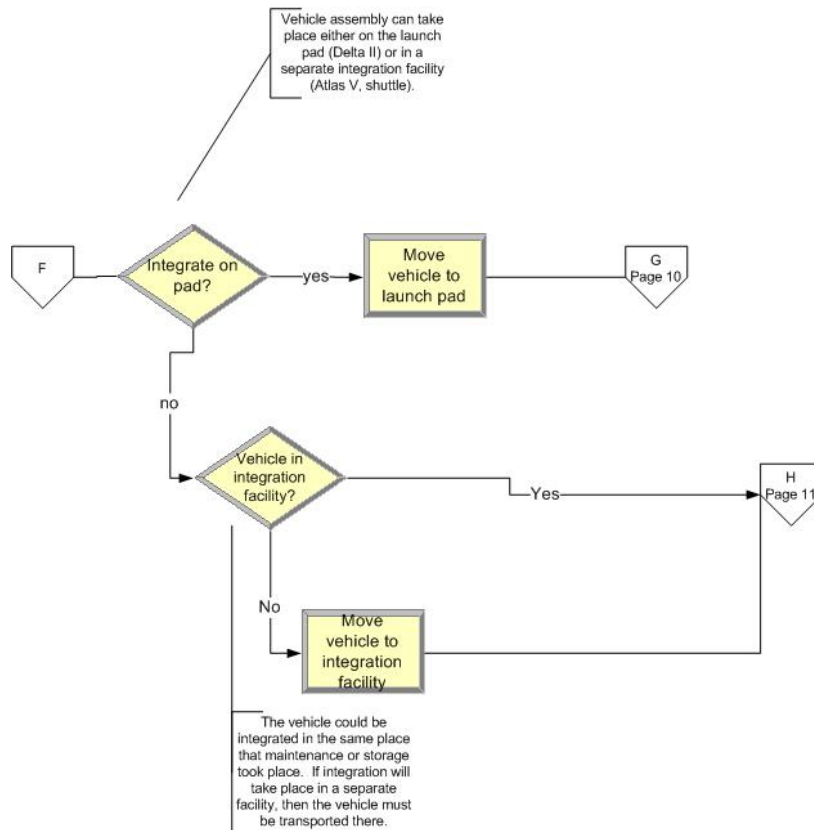 Vehicle assembly can take
place either on the launch
pad (Delta II) or in a
separate integration facility
(Atlas V, shuttle).
F
Integrate on
pad?
yes
Move
vehicle to
launch pad
G
Page 10
no
Vehicle in
integration
facility?
Yes
H
Page 11
No
Move
vehicle to
integration
facility
The vehicle could be
integrated in the same place
that maintenance or storage
took place.  If integration will
take place in a separate
facility, then the vehicle must
be transported there.